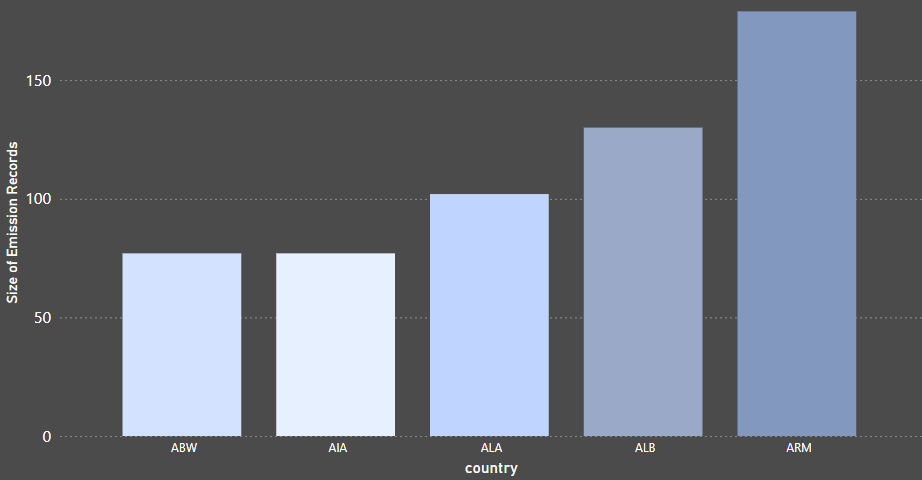 150
100
50
0
Size of Emission Records
ABW AIA ALA ALB ARM
country